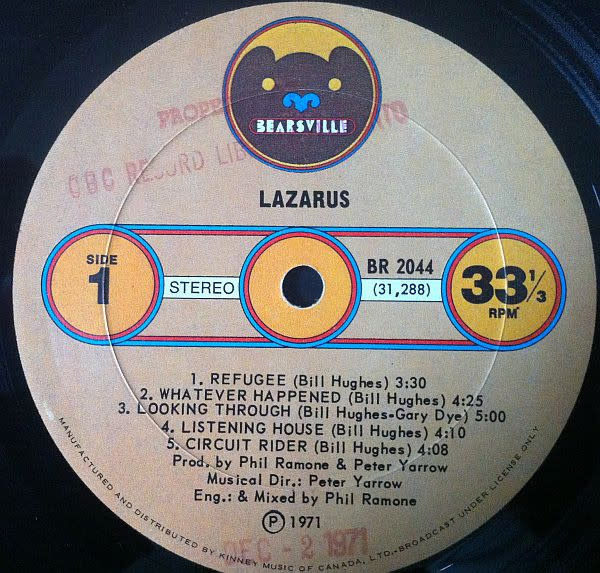 BEARSVILLE
CBC RECORD LIB
LAZARUS
SIDE
1
STEREO
BR 2044
(31,288)
33 1/3
RPM
1. REFUGEE (Bill Hughes) 3:30
2. WHATEVER HAPPENED (Bill Hughes) 4:25
3. LOOKING THROUGH (Bill Hughes-Gary Dye) 5:00
4. LISTENING HOUSE (Bill Hughes) 4:10
5. CIRCUIT RIDER (Bill Hughes) 4:08
Prod. by Phil Ramone & Peter Yarrow
Musical Dir.: Peter Yarrow
Eng.: & Mixed by Phil Ramone
Ⓟ 1971
DEC - 2 1971
MANUFACTURED AND DISTRIBUTED BY KINNEY MUSIC OF CANADA, LTD.-BROADCAST UNDER LICENSE ONLY